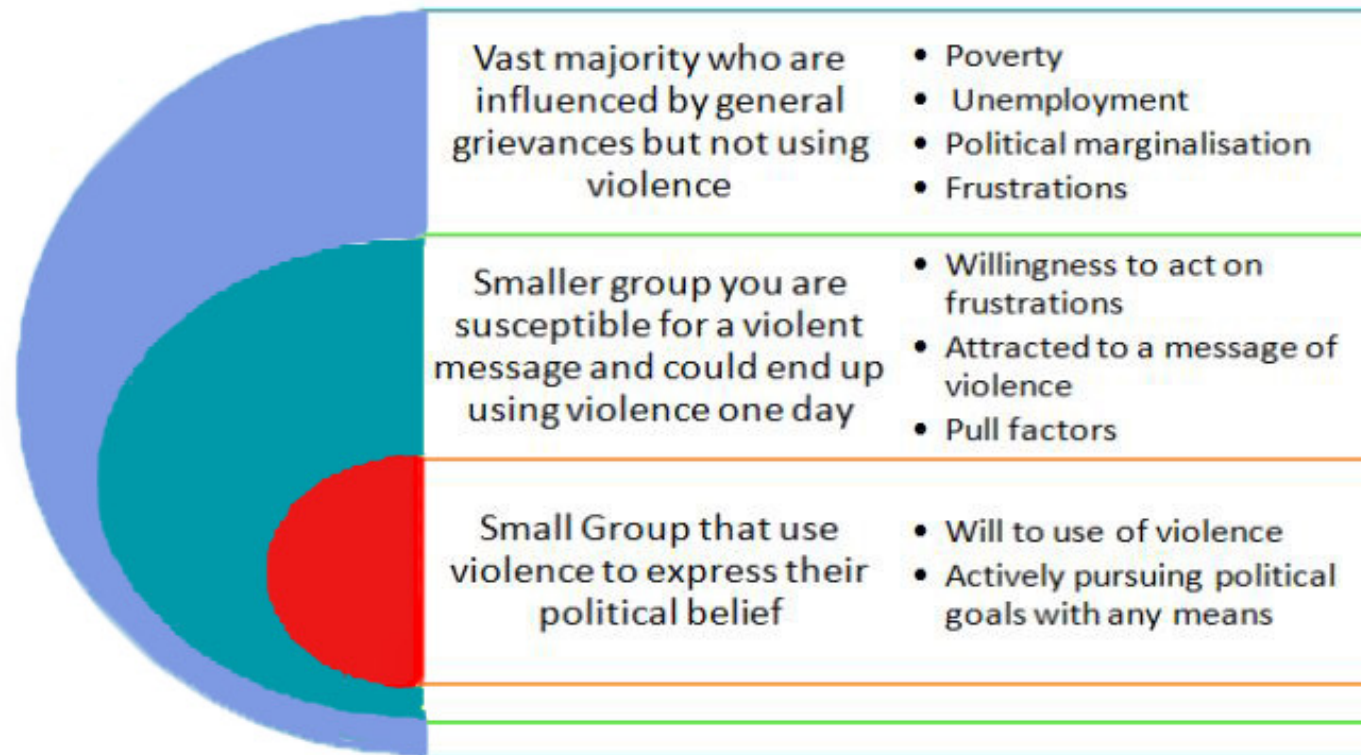 Vast majority who are
influenced by general
grievances but not using
violence
• Poverty
• Unemployment
• Political marginalisation
• Frustrations
Smaller group you are
susceptible for a violent
message and could end up
using violence one day
• Willingness to act on
frustrations
• Attracted to a message of
violence
• Pull factors
Small Group that use
violence to express their
political belief
• Will to use of violence
• Actively pursuing political
goals with any means